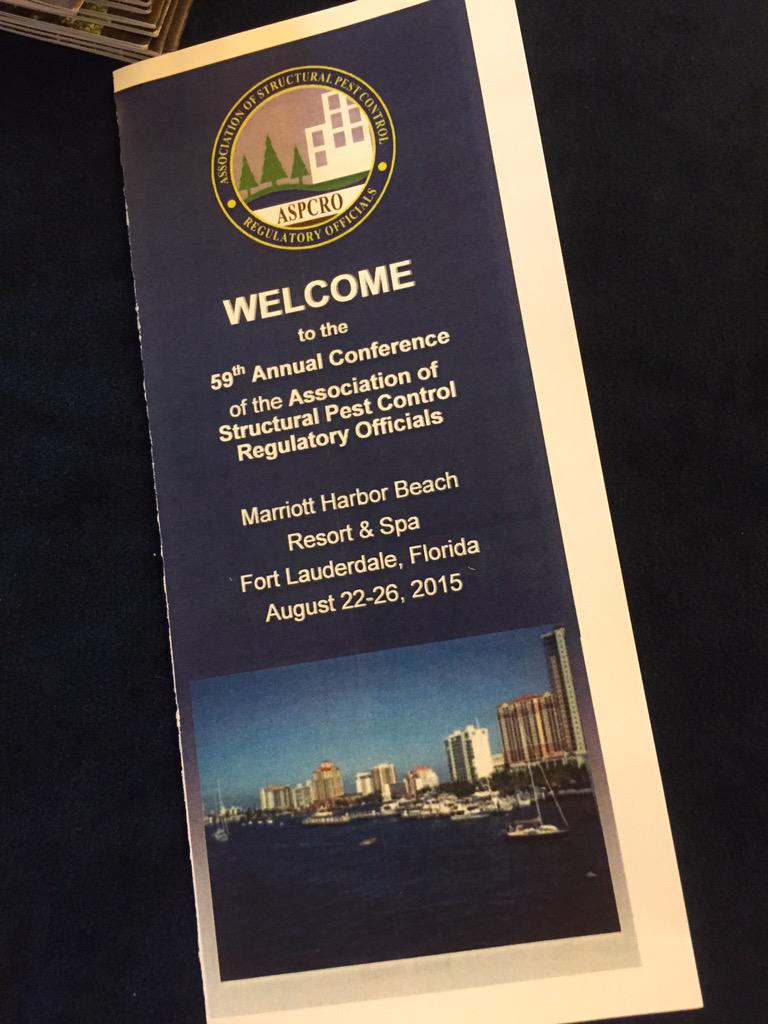 ASSOCIATION OF STRUCTURAL PEST CONTROL
ASPCRO
REGULATORY OFFICIALS
WELCOME
to the
59th Annual Conference
of the Association of
Structural Pest Control
Regulatory Officials
Marriott Harbor Beach
Resort & Spa
Fort Lauderdale, Florida
August 22-26, 2015